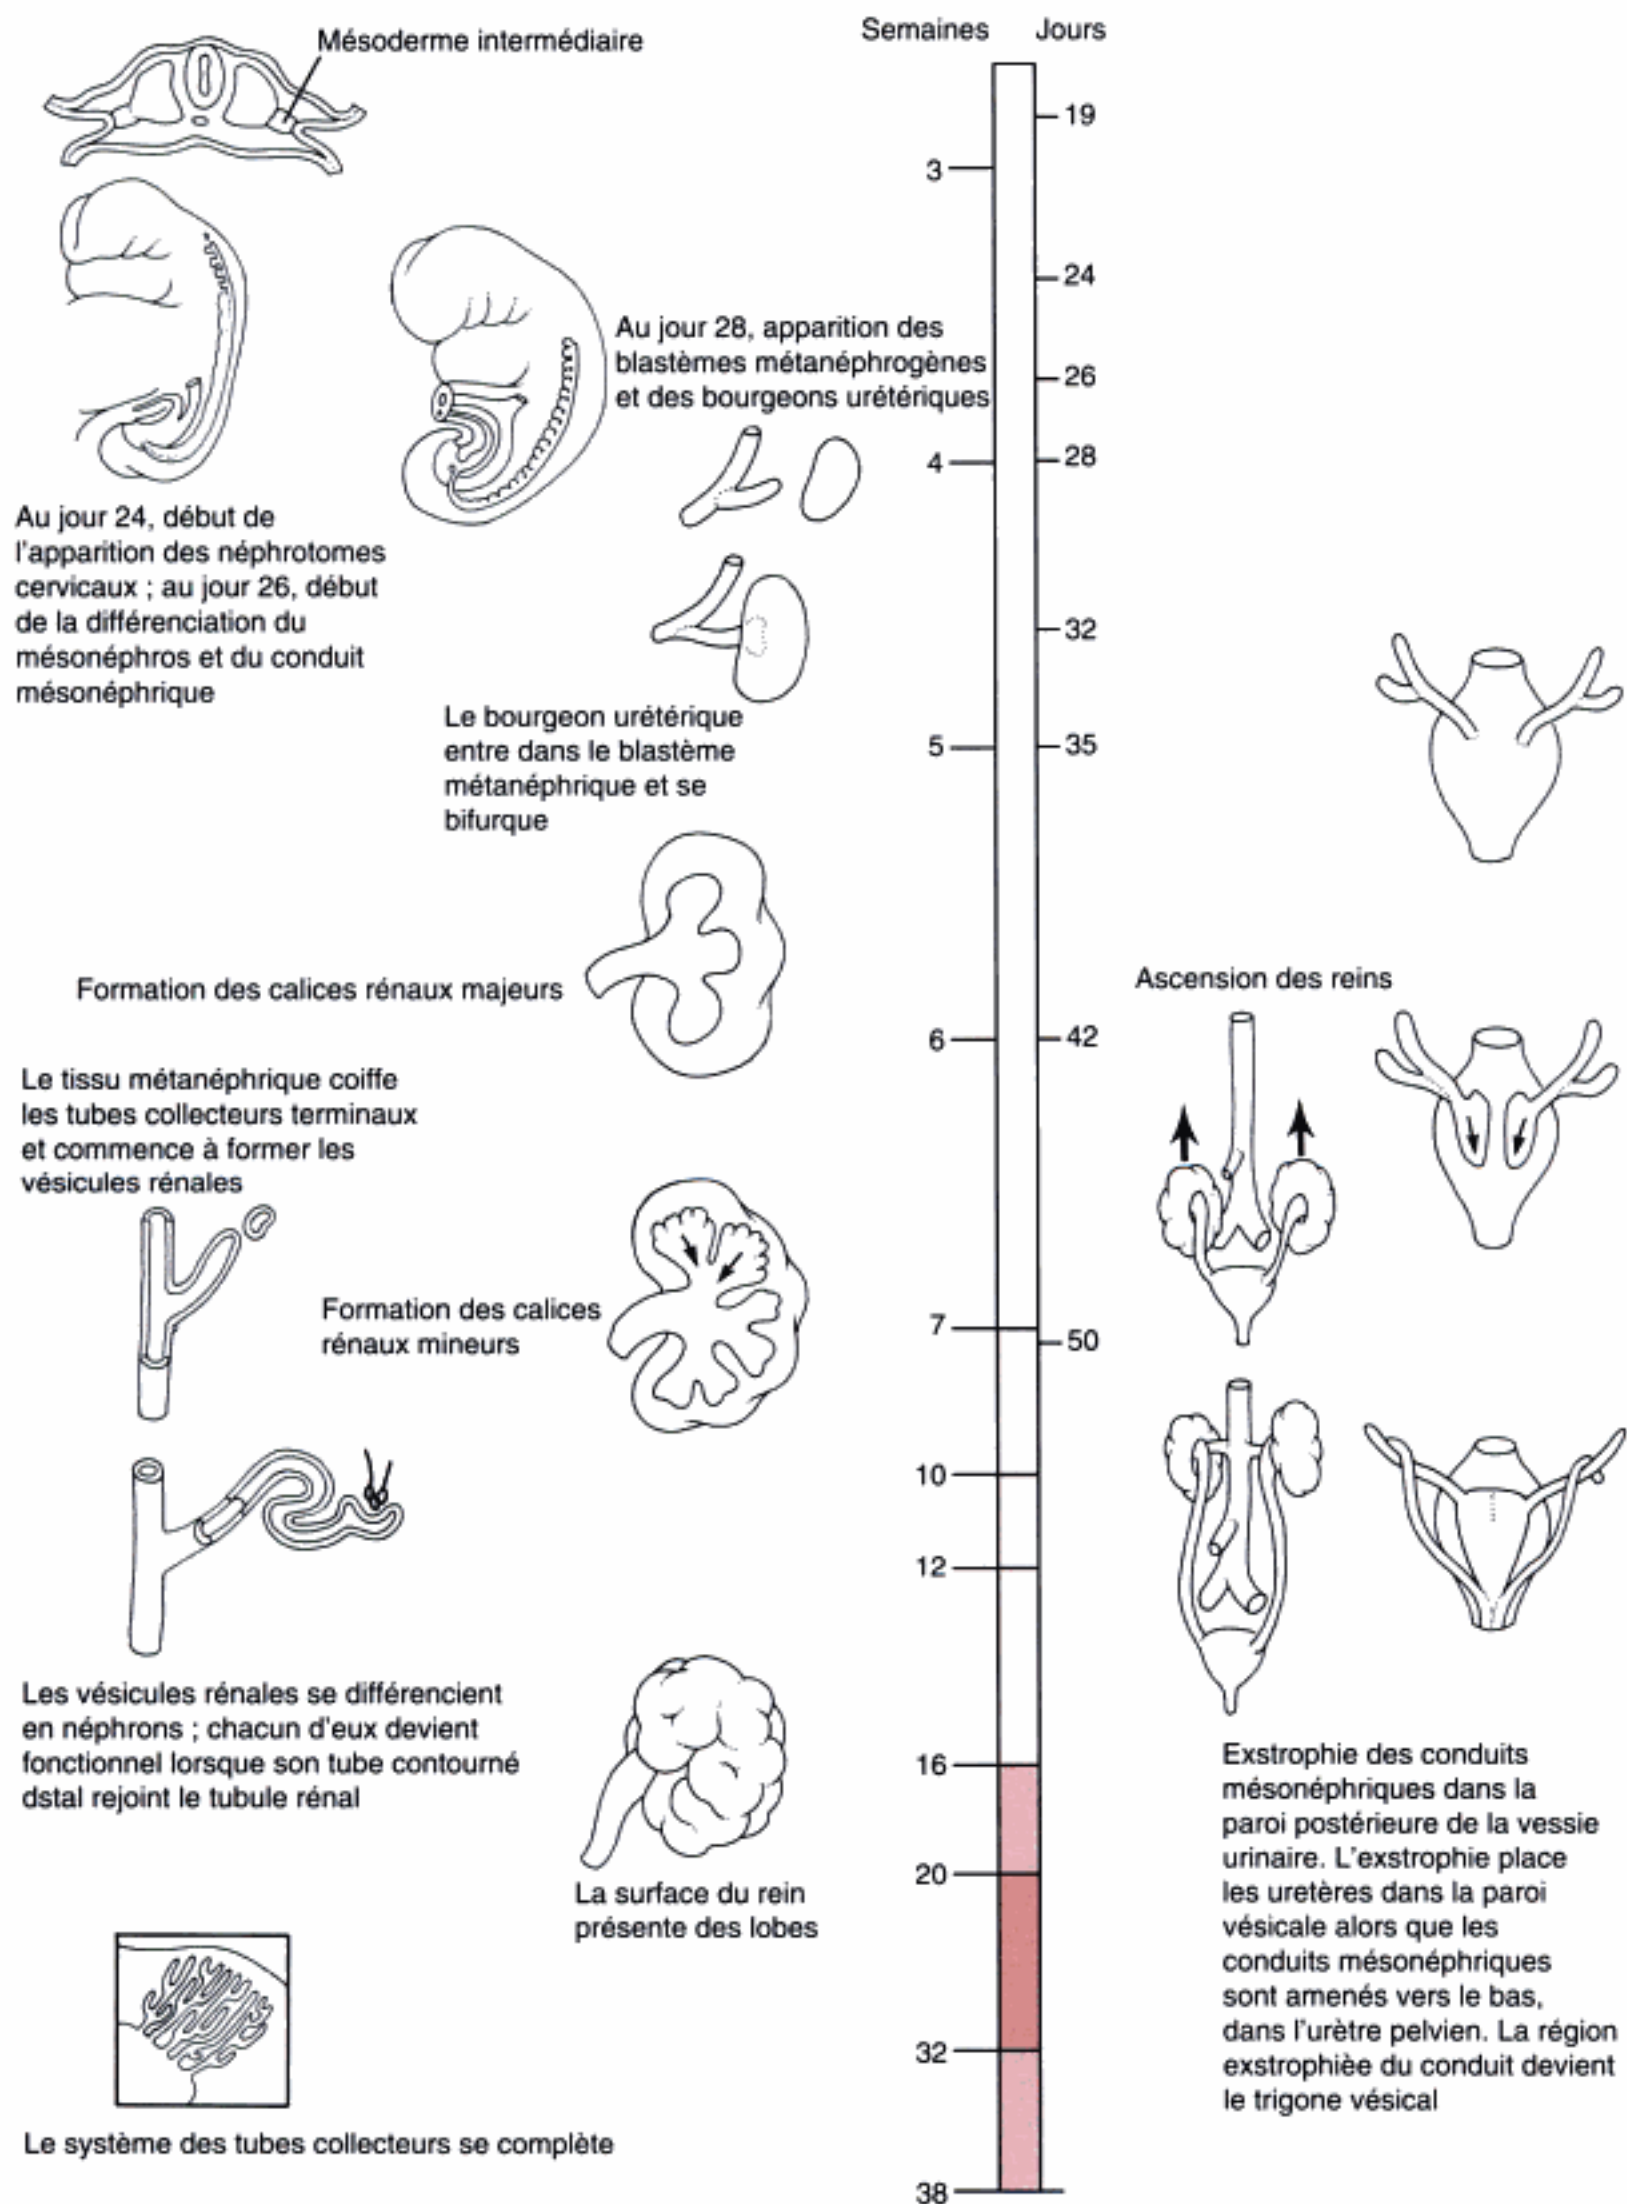 Semaines Jours
Mésoderme intermédiaire
19
3
24
Au jour 28, apparition des
blastèmes métanéphrogènes
et des bourgeons urétériques
26
4
28
Au jour 24, début de
l'apparition des néphrotomes
cervicaux ; au jour 26, début
de la différenciation du
mésonéphros et du conduit
mésonéphrique
32
Le bourgeon urétérique
entre dans le blastème
métanéphrique et se
bifurque
5
35
Formation des calices rénaux majeurs
Ascension des reins
6
42
Le tissu métanéphrique coiffe
les tubes collecteurs terminaux
et commence à former les
vésicules rénales
Formation des calices
rénaux mineurs
7
50
10
12
Les vésicules rénales se différencient
en néphrons ; chacun d'eux devient
fonctionnel lorsque son tube contourné
dstal rejoint le tubule rénal
16
20
La surface du rein
présente des lobes
Exstrophie des conduits
mésonéphriques dans la
paroi postérieure de la vessie
urinaire. L'exstrophie place
les uretères dans la paroi
vésicale alors que les
conduits mésonéphriques
sont amenés vers le bas,
dans l'urètre pelvien. La région
exstrophièe du conduit devient
le trigone vésical
32
Le système des tubes collecteurs se complète
38